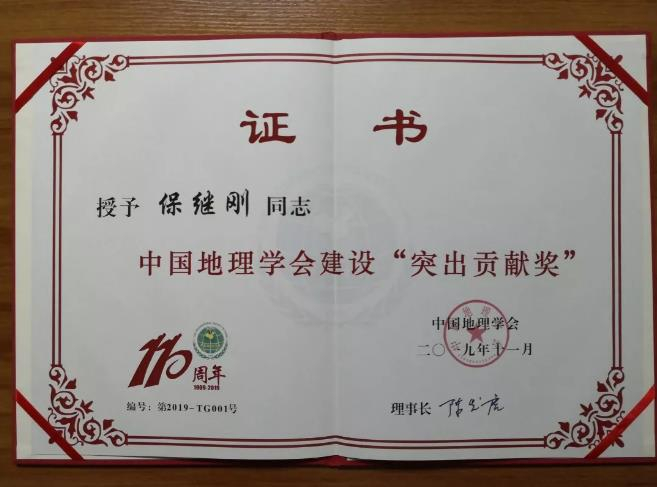 证书
授予 保继刚 同志
中国地理学会建设“突出贡献奖”
中国地理学会
二〇一九年十一月
110
周年
1909-2019
编号：第2019-TG001号
理事长